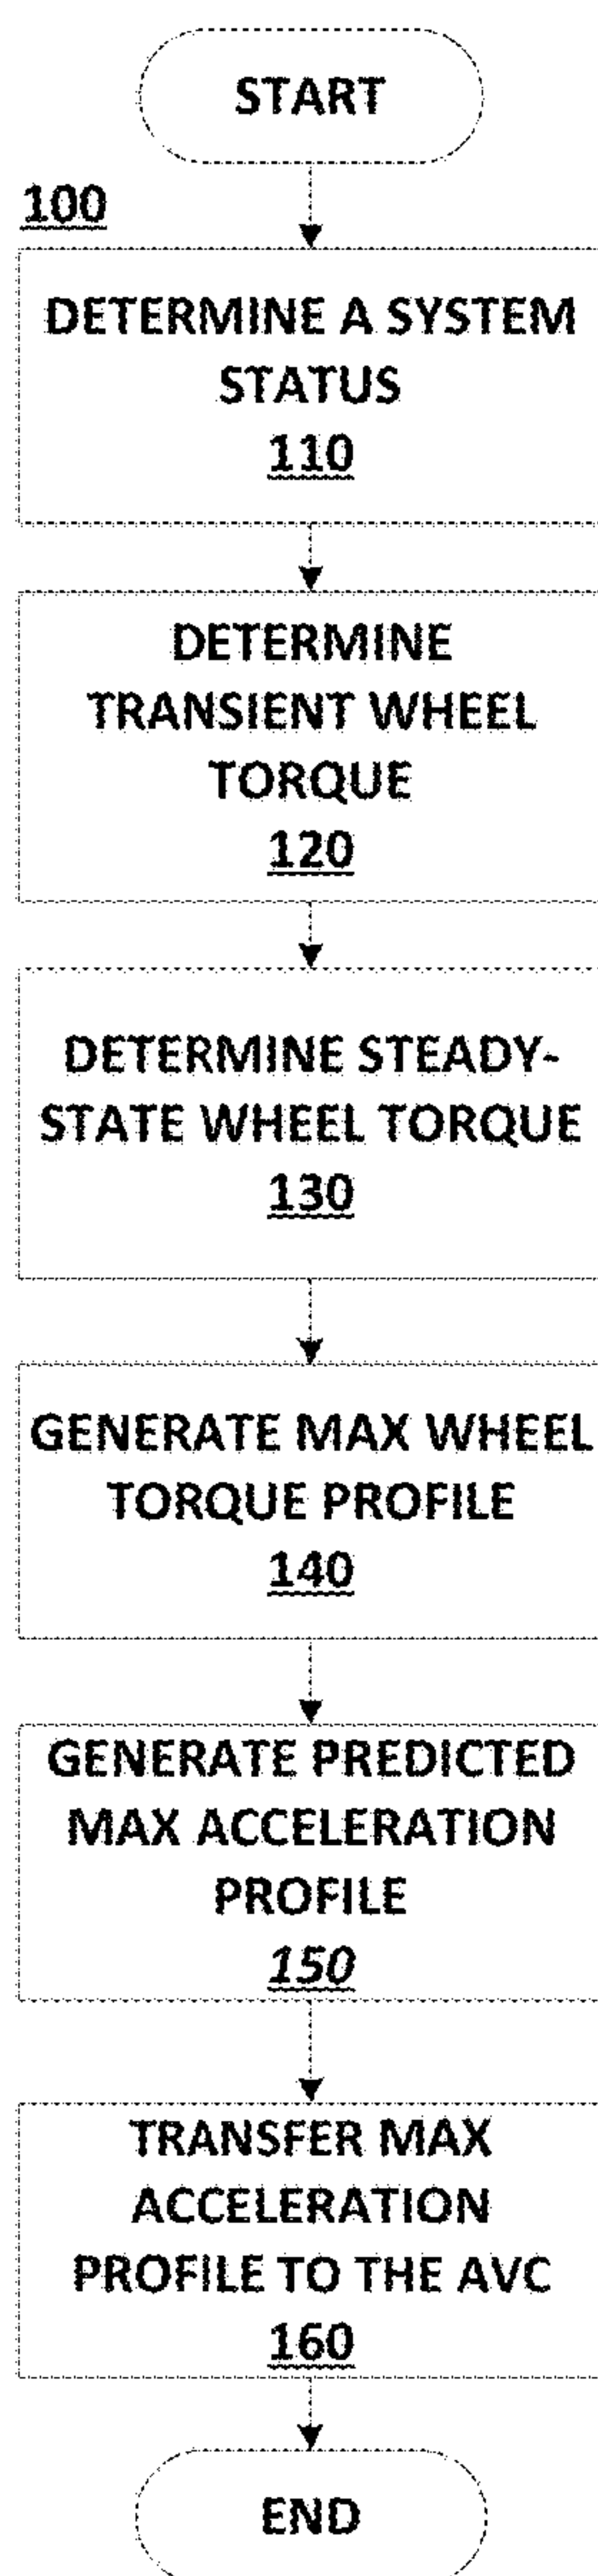 START
100
DETERMINE A SYSTEM
STATUS
110
DETERMINE
TRANSIENT WHEEL
TORQUE
120
DETERMINE STEADY-
STATE WHEEL TORQUE
130
GENERATE MAX WHEEL
TORQUE PROFILE
140
GENERATE PREDICTED
MAX ACCELERATION
PROFILE
150
TRANSFER MAX
ACCELERATION
PROFILE TO THE AVC
160
END